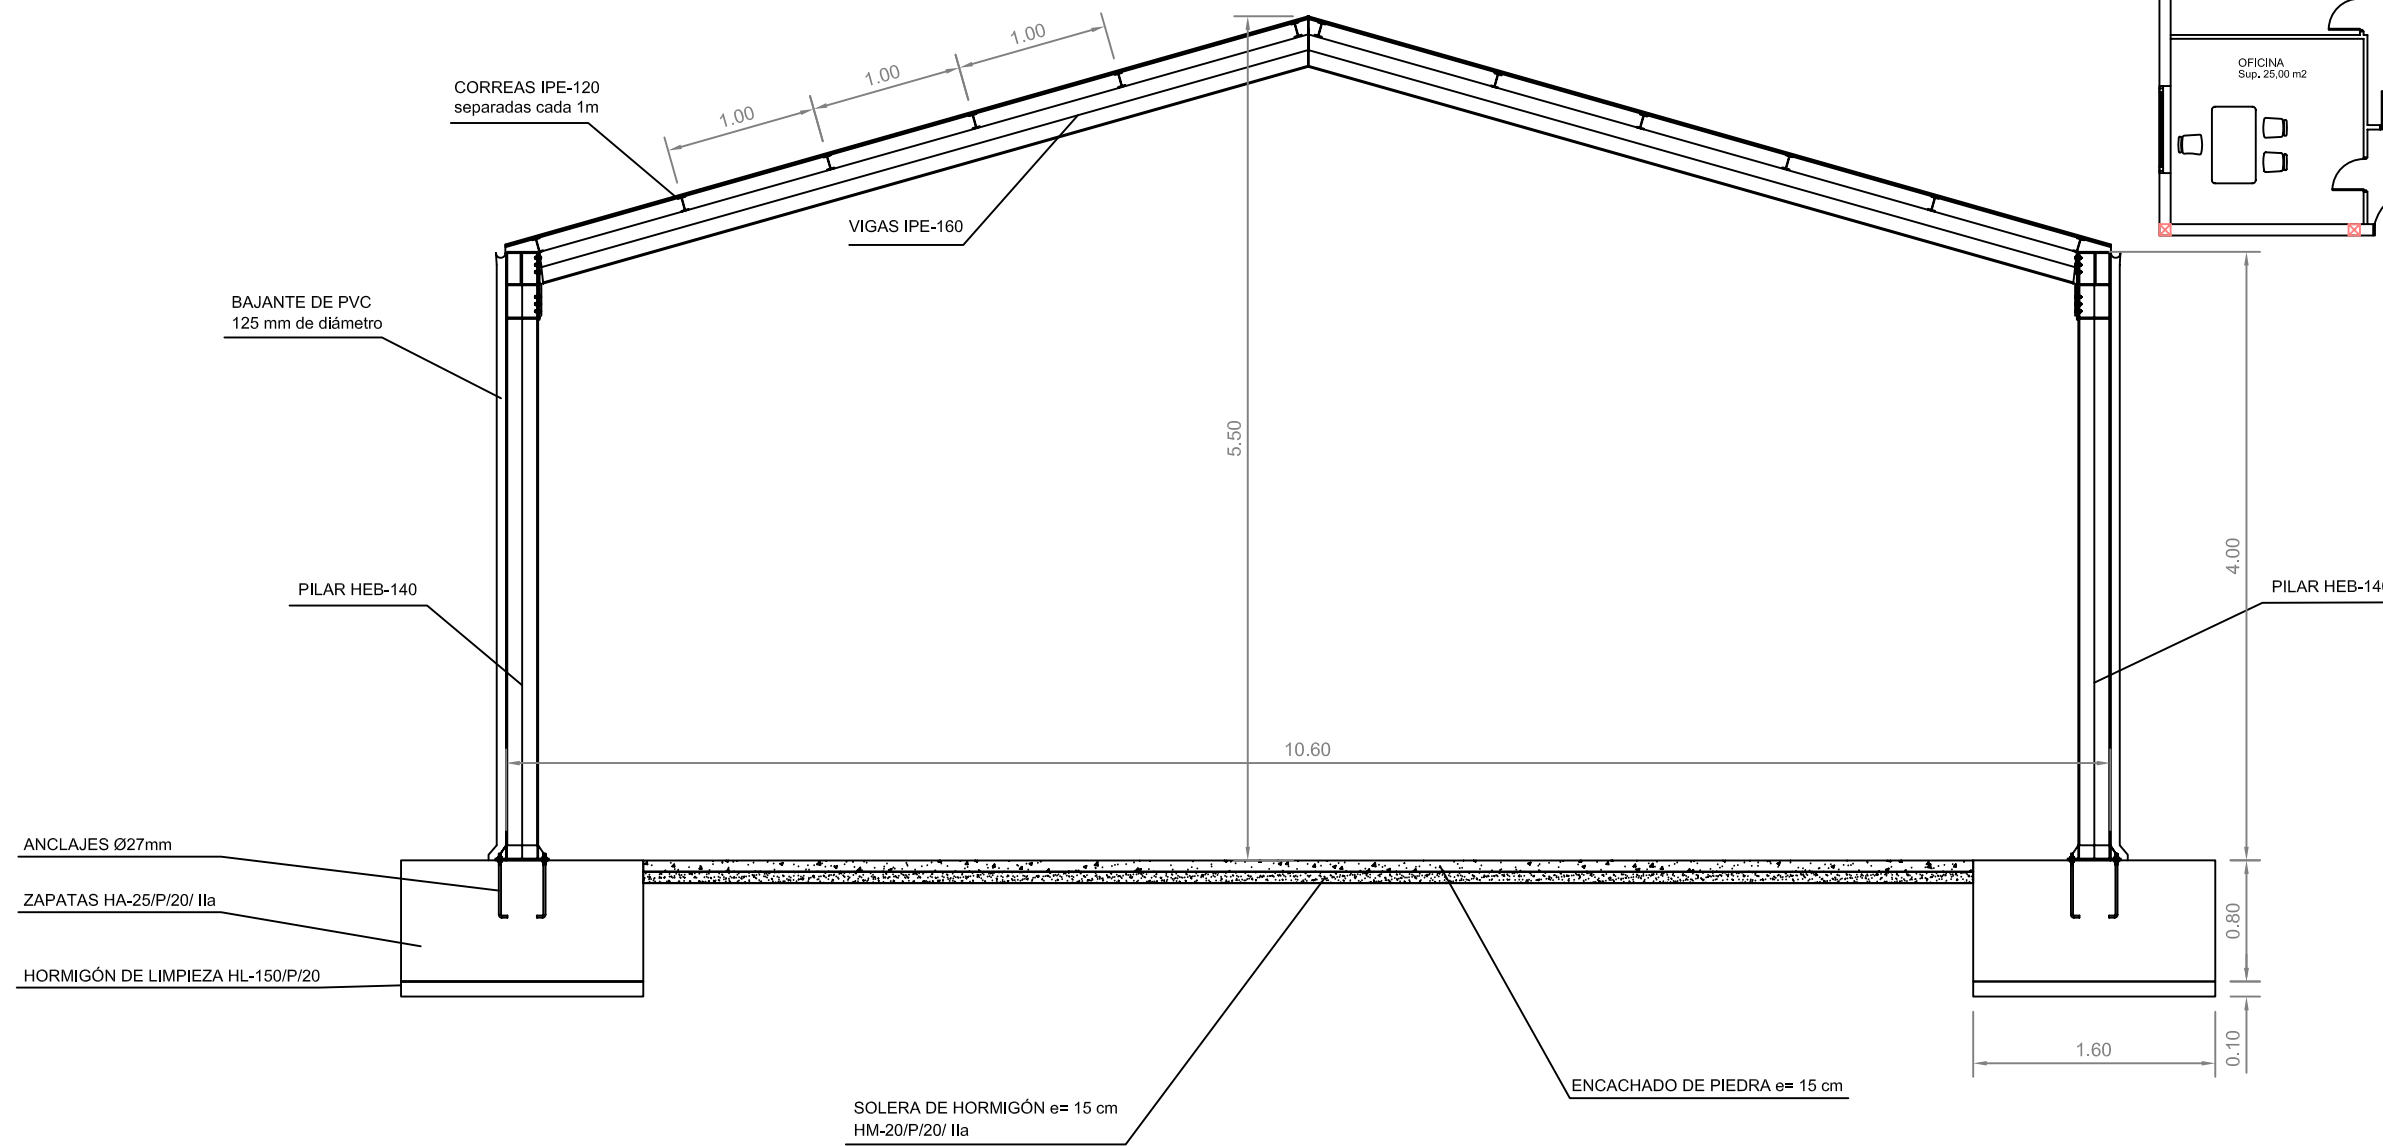 1.00
1.00
1.00
CORREAS IPE-120
separadas cada 1m
OFICINA
Sup. 25,00 m2
VIGAS IPE-160
BAJANTE DE PVC
125 mm de diámetro
5.50
4.00
PILAR HEB-140
PILAR HEB-140
10.60
ANCLAJES Ø27mm
ZAPATAS HA-25/P/20/ IIa
HORMIGÓN DE LIMPIEZA HL-150/P/20
0.80
0.10
1.60
ENCACHADO DE PIEDRA e= 15 cm
SOLERA DE HORMIGÓN e= 15 cm
HM-20/P/20/ IIa